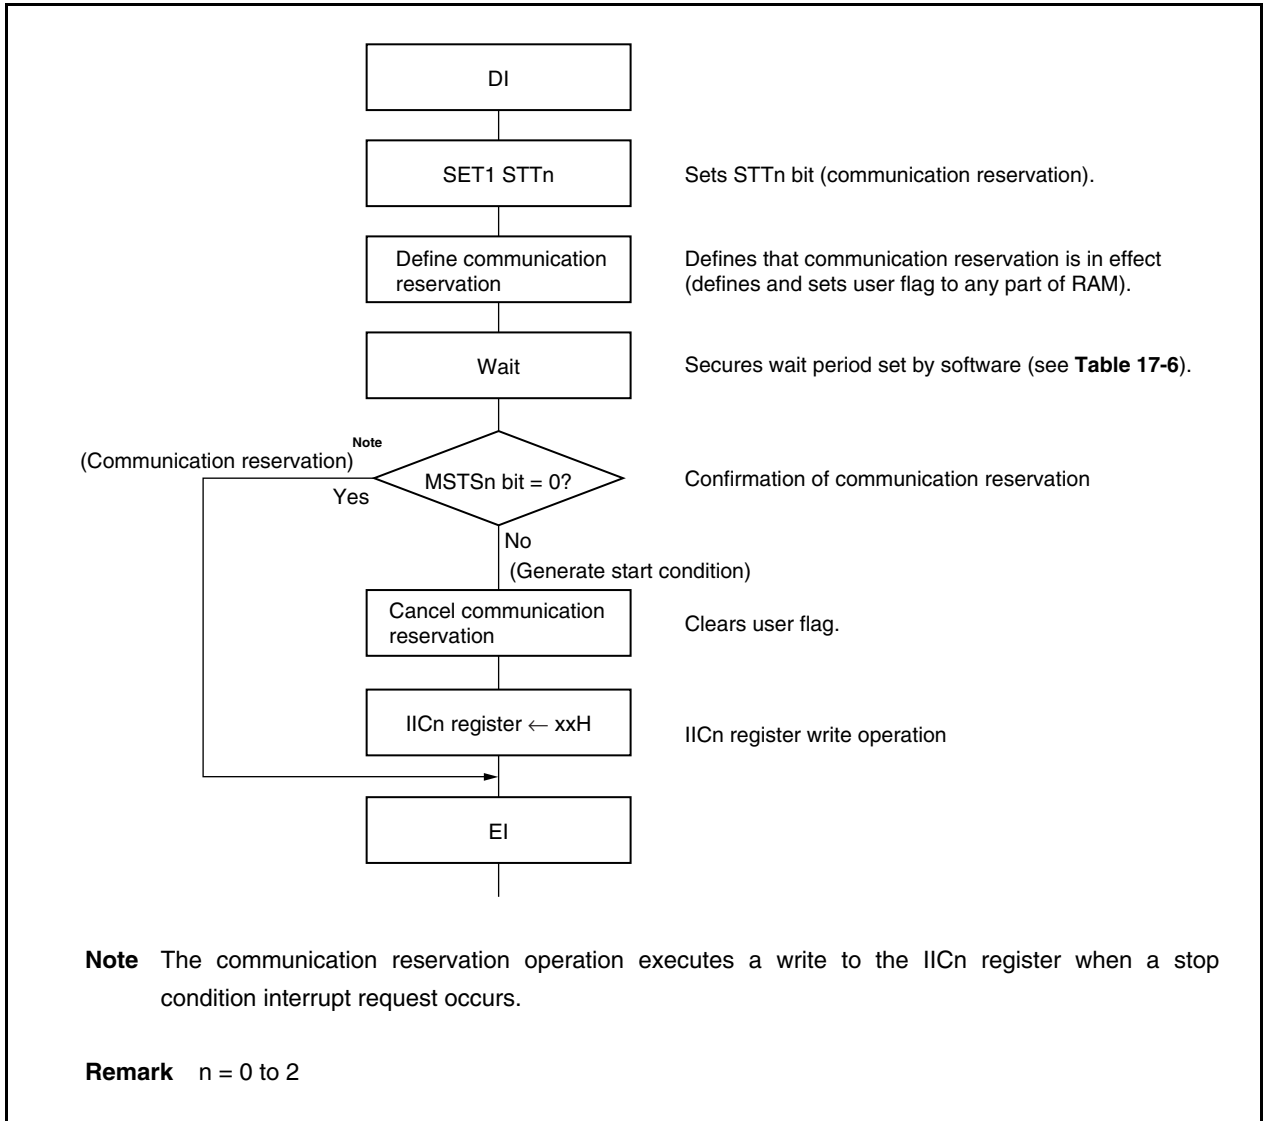 DI
SET1 STTn
Sets STTn bit (communication reservation).
Define communication
reservation
Defines that communication reservation is in effect
(defines and sets user flag to any part of RAM).
Wait
Secures wait period set by software (see Table 17-6).
(Communication reservation)Note
Yes
MSTSn bit = 0?
Confirmation of communication reservation
No
(Generate start condition)
Cancel communication
reservation
Clears user flag.
IICn register ← xxH
IICn register write operation
EI
Note The communication reservation operation executes a write to the IICn register when a stop
condition interrupt request occurs.
Remark n = 0 to 2